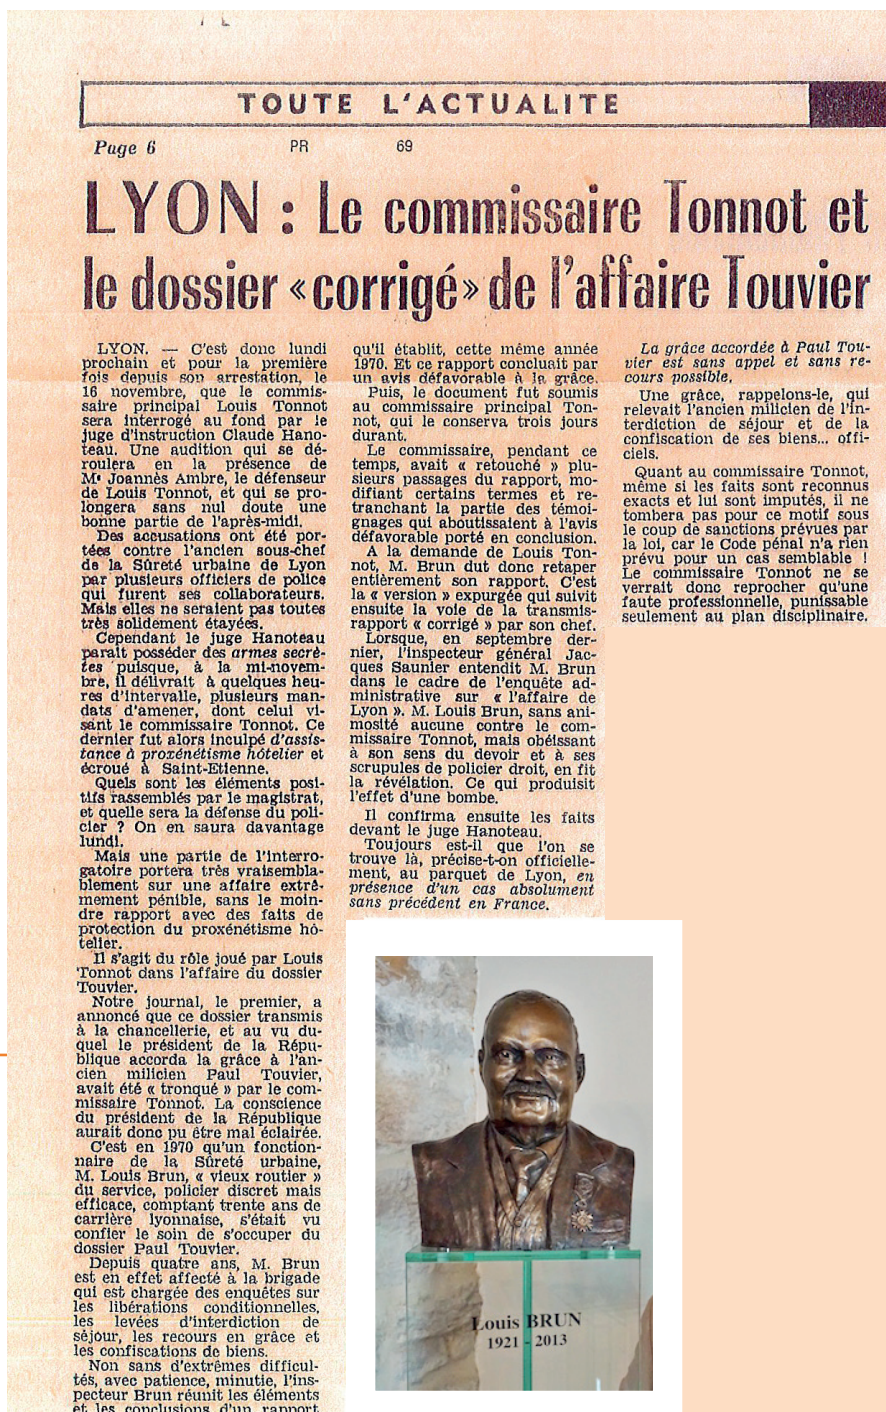 TOUTE L'ACTUALITE
Page 6 PR 69
LYON : Le commissaire Tonnot et
le dossier « corrigé » de l'affaire Touvier
LYON. — C'est donc lundi
prochain et pour la première
fois depuis son arrestation, le
16 novembre, que le commis-
saire principal Louis Tonnot
sera interrogé au fond par le
juge d'instruction Claude Hano-
teau. Une audition qui se dé-
roulera en la présence de
Me Joannès Ambre, le défenseur
de Louis Tonnot, et qui se pro-
longera sans nul doute une
bonne partie de l'après-midi.
Des accusations ont été por-
tées contre l'ancien sous-chef
de la Sûreté urbaine de Lyon
par plusieurs officiers de police
qui furent ses collaborateurs.
Mais elles ne seraient pas toutes
très solidement étayées.
Cependant le juge Hanoteau
paraît posséder des armes secrè-
tes puisque, à la mi-novem-
bre, il délivrait à quelques heu-
res d'intervalle, plusieurs man-
dats d'amener, dont celui vi-
sant le commissaire Tonnot. Ce
dernier fut alors inculpé d'assis-
tance à proxénétisme hôtelier et
écroué à Saint-Etienne.
Quels sont les éléments posi-
tifs rassemblés par le magistrat,
et quelle sera la défense du poli-
cier ? On en saura davantage
lundi.
Mais une partie de l'interro-
gatoire portera très vraisembla-
blement sur une affaire extrê-
mement pénible, sans le moin-
dre rapport avec des faits de
protection du proxénétisme hô-
telier.
Il s'agit du rôle joué par Louis
Tonnot dans l'affaire du dossier
Touvier.
Notre journal, le premier, a
annoncé que ce dossier transmis
à la chancellerie, et au vu du-
quel le président de la Répu-
blique accorda la grâce à l'an-
cien milicien Paul Touvier,
avait été « tronqué » par le com-
missaire Tonnot. La conscience
du président de la République
aurait donc pu être mal éclairée.
C'est en 1970 qu'un fonction-
naire de la Sûreté urbaine,
M. Louis Brun, « vieux routier »
du service, policier discret mais
efficace, comptant trente ans de
carrière lyonnaise, s'était vu
confier le soin de s'occuper du
dossier Paul Touvier.
Depuis quatre ans, M. Brun
est en effet affecté à la brigade
qui est chargée des enquêtes sur
les libérations conditionnelles,
les levées d'interdiction de
séjour, les recours en grâce et
les confiscations de biens.
Non sans d'extrêmes difficul-
tés, avec patience, minutie, l'ins-
pecteur Brun réunit les éléments
et les conclusions d'un rapport
qu'il établit, cette même année
1970. Et ce rapport concluait par
un avis défavorable à la grâce.
Puis, le document fut soumis
au commissaire principal Ton-
not, qui le conserva trois jours
durant.
Le commissaire, pendant ce
temps, avait « retouché » plu-
sieurs passages du rapport, mo-
difiant certains termes et re-
tranchant la partie des témoi-
gnages qui aboutissaient à l'avis
défavorable porté en conclusion.
A la demande de Louis Ton-
not, M. Brun dut donc retaper
entièrement son rapport. C'est
la « version » expurgée qui suivit
ensuite la voie de la transmis-
rapport « corrigé » par son chef.
Lorsque, en septembre der-
nier, l'inspecteur général Jac-
ques Saunier entendit M. Brun
dans le cadre de l'enquête ad-
ministrative sur « l'affaire de
Lyon ». M. Louis Brun, sans ani-
mosité aucune contre le com-
missaire Tonnot, mais obéissant
à son sens du devoir et à ses
scrupules de policier droit, en fit
la révélation. Ce qui produisit
l'effet d'une bombe.
Il confirma ensuite les faits
devant le juge Hanoteau.
Toujours est-il que l'on se
trouve là, précise-t-on officielle-
ment, au parquet de Lyon, en
présence d'un cas absolument
sans précédent en France.
La grâce accordée à Paul Tou-
vier est sans appel et sans re-
cours possible.
Une grâce, rappelons-le, qui
relevait l'ancien milicien de l'in-
terdiction de séjour et de la
confiscation de ses biens... offi-
ciels.
Quant au commissaire Tonnot,
même si les faits sont reconnus
exacts et lui sont imputés, il ne
tombera pas pour ce motif sous
le coup de sanctions prévues par
la loi, car le Code pénal n'a rien
prévu pour un cas semblable !
Le commissaire Tonnot ne se
verrait donc reprocher qu'une
faute professionnelle, punissable
seulement au plan disciplinaire.
Louis BRUN
1921 - 2013